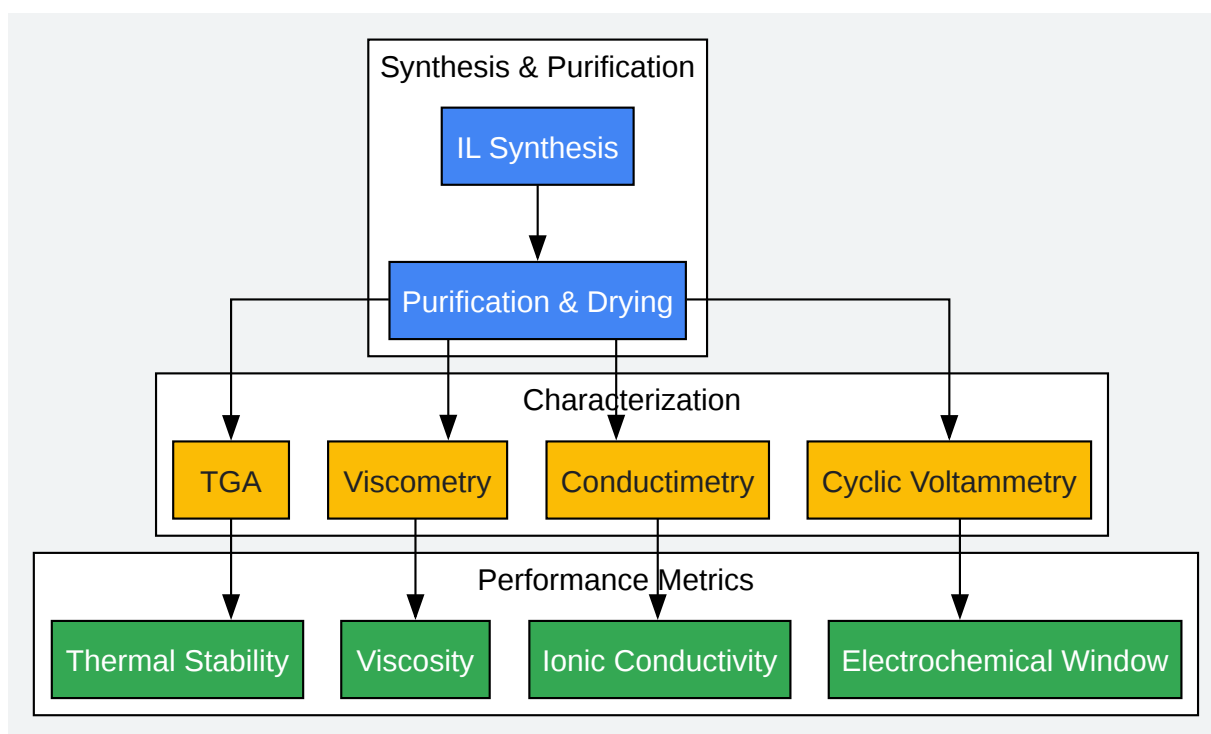 Synthesis & Purification
IL Synthesis
Purification & Drying
Characterization
TGA
Viscometry
Conductimetry
Cyclic Voltammetry
Performance Metrics
Thermal Stability
Viscosity
Ionic Conductivity
Electrochemical Window